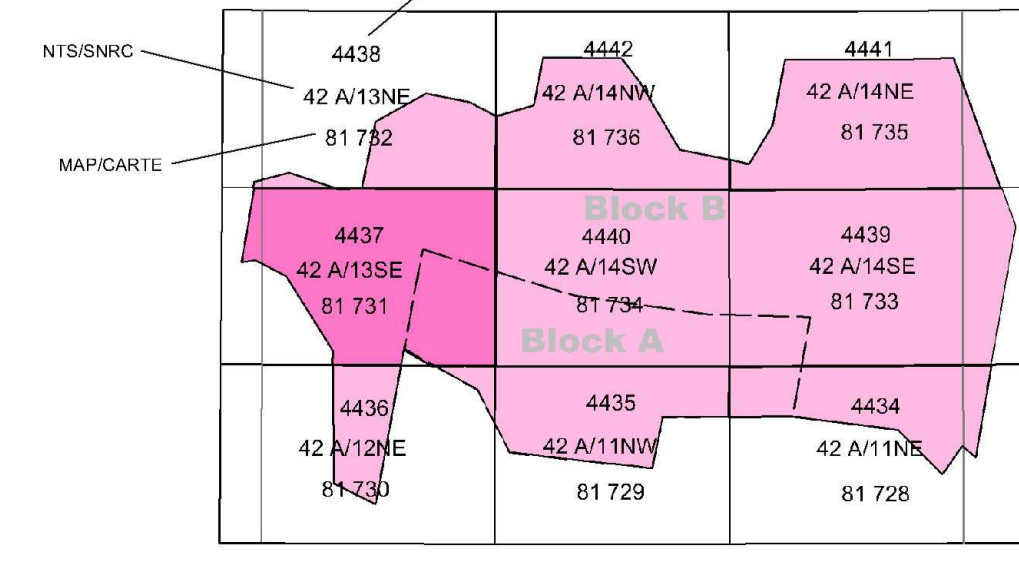 NTS/SNRC
MAP/CARTE
4438
42 A/13NE
81 732
4442
42 A/14NW
81 736
4441
42 A/14NE
81 735
Block B
4437
42 A/13SE
81 731
4440
42 A/14SW
81 734
4439
42 A/14SE
81 733
Block A
4436
42 A/12NE
81 730
4435
42 A/11NW
81 729
4434
42 A/11NE
81 728